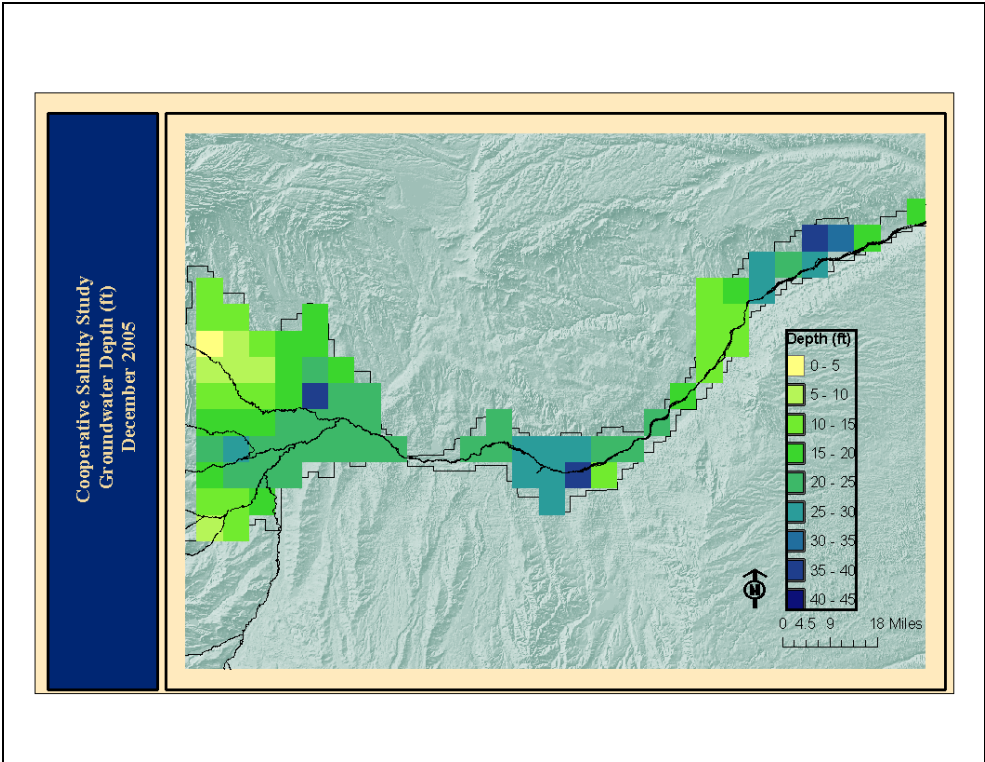 Cooperative Salinity Study
Groundwater Depth (ft)
December 2005
Depth (ft)
0 - 5
5 - 10
10 - 15
15 - 20
20 - 25
25 - 30
30 - 35
35 - 40
40 - 45
N
0 4.5 9 18 Miles